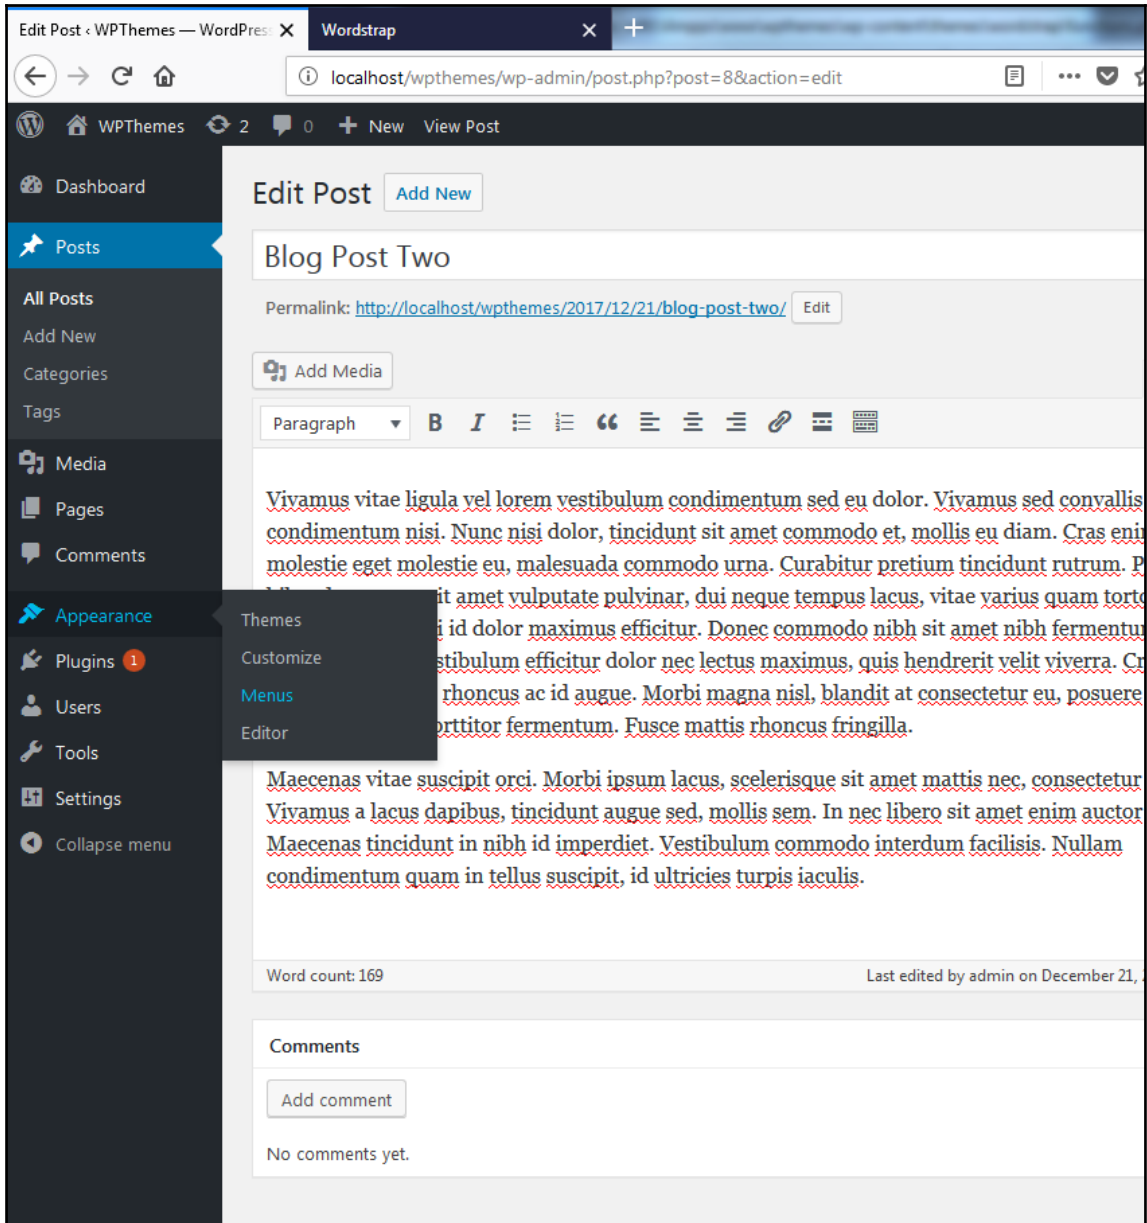 Edit Post ‹ WPThemes — WordPres
Wordstrap
localhost/wpthemes/wp-admin/post.php?post=8&action=edit
WPThemes 2 0 New View Post
Dashboard
Posts
All Posts
Add New
Categories
Tags
Media
Pages
Comments
Appearance
Plugins 1
Users
Tools
Settings
Collapse menu
Themes
Customize
Menus
Editor
Edit Post Add New
Blog Post Two
Permalink: http://localhost/wpthemes/2017/12/21/blog-post-two/ Edit
Add Media
Paragraph
Vivamus vitae ligula vel lorem vestibulum condimentum sed eu dolor. Vivamus sed convallis
condimentum nisi. Nunc nisi dolor, tincidunt sit amet commodo et, mollis eu diam. Cras eni
molestie eget molestie eu, malesuada commodo urna. Curabitur pretium tincidunt rutrum. P
it amet vulputate pulvinar, dui neque tempus lacus, vitae varius quam torto
i id dolor maximus efficitur. Donec commodo nibh sit amet nibh fermentu
stibulum efficitur dolor nec lectus maximus, quis hendrerit velit viverra. Cr
rhoncus ac id augue. Morbi magna nisl, blandit at consectetur eu, posuere
orttitor fermentum. Fusce mattis rhoncus fringilla.
Maecenas vitae suscipit orci. Morbi ipsum lacus, scelerisque sit amet mattis nec, consectetur
Vivamus a lacus dapibus, tincidunt augue sed, mollis sem. In nec libero sit amet enim auctor
Maecenas tincidunt in nibh id imperdiet. Vestibulum commodo interdum facilisis. Nullam
condimentum quam in tellus suscipit, id ultricies turpis iaculis.
Word count: 169
Last edited by admin on December 21,
Comments
Add comment
No comments yet.